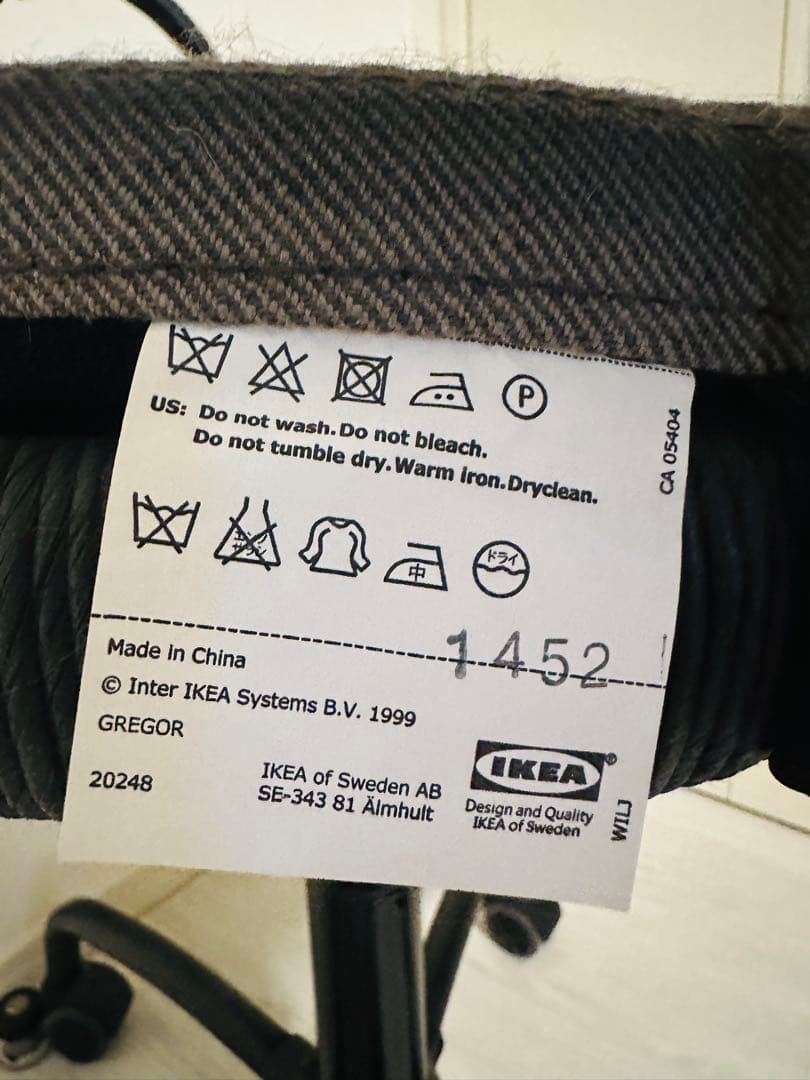 P
US: Do not wash. Do not bleach.
Do not tumble dry. Warm iron. Dryclean.
CA 05404
中
ドライ
1452
Made in China
© Inter IKEA Systems B.V. 1999
GREGOR
20248
IKEA of Sweden AB
SE-343 81 Älmhult
IKEA®
Design and Quality
IKEA of Sweden
WILJ